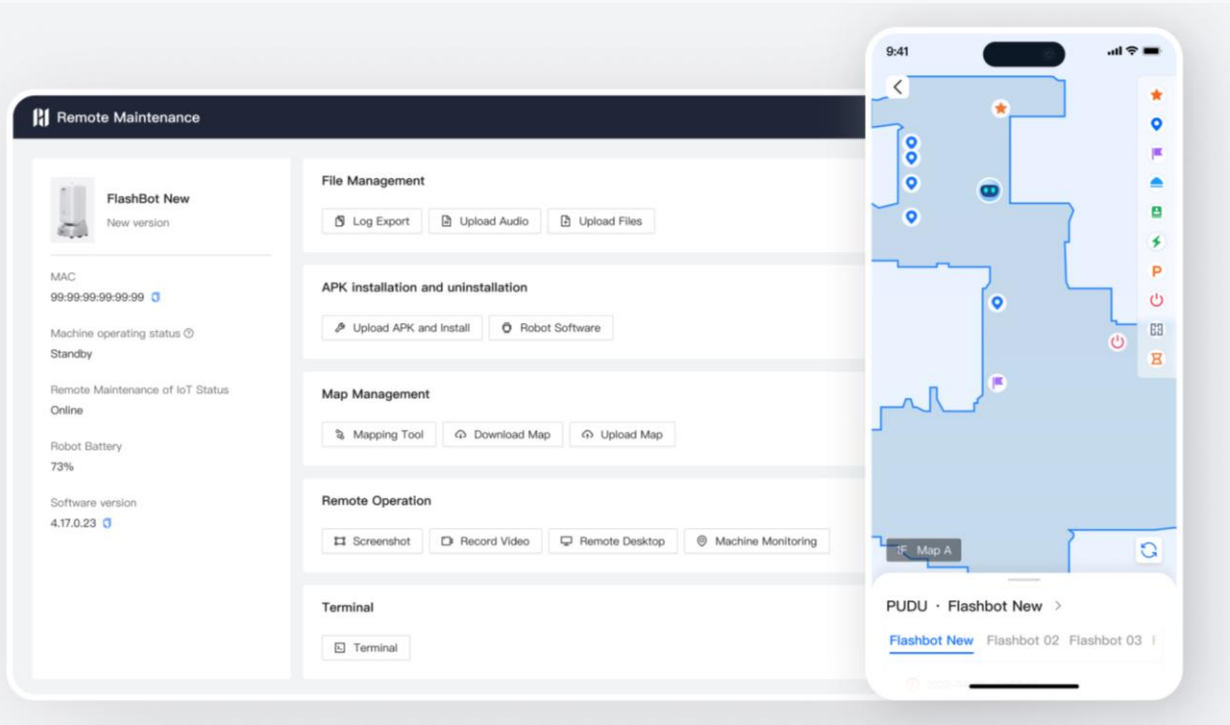 Remote Maintenance
FlashBot New
New version
MAC
99:99:99:99:99:99
Machine operating status
Standby
Remote Maintenance of IoT Status
Online
Robot Battery
73%
Software version
4.17.0.23
File Management
Log Export Upload Audio Upload Files
APK installation and uninstallation
Upload APK and Install Robot Software
Map Management
Mapping Tool Download Map Upload Map
Remote Operation
Screenshot Record Video Remote Desktop Machine Monitoring
Terminal
Terminal
9:41
P
1F Map A
PUDU · Flashbot New
Flashbot New Flashbot 02 Flashbot 03